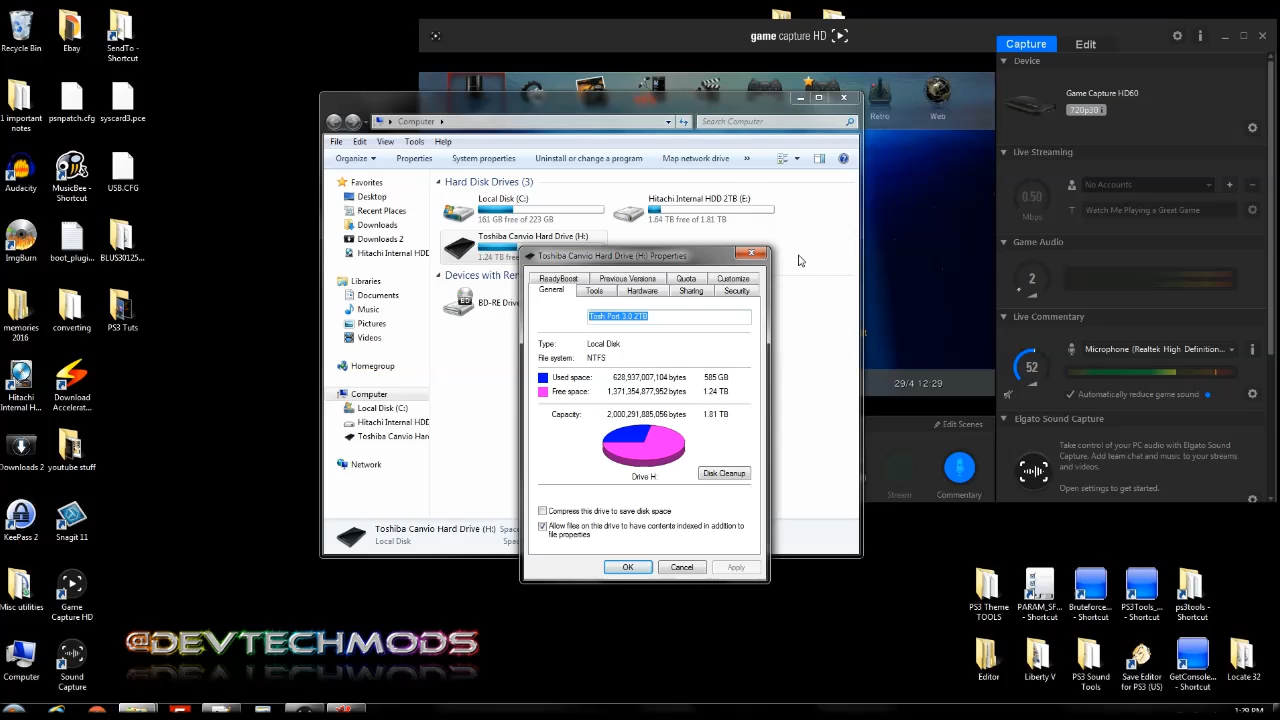 Recycle Bin
Ebay
SendTo - Shortcut
1 important notes
psnpatch.cfg
syscard3.pce
Audacity
MusicBee - Shortcut
USB.CFG
ImgBurn
boot_plugi...
BLUS30125...
memories 2016
converting
PS3 Tuts
Hitachi Internal H...
Download Accelerat...
Downloads 2
youtube stuff
KeePass 2
Snagit 11
Misc utilities
Game Capture HD
Computer
Sound Capture
@DEVTECHMODS
game capture HD
Retro
Web
29/4 12:29
Edit Scenes
Stream
Commentary
Capture
Edit
Device
Game Capture HD60
720p30
Live Streaming
0.50
Mbps
No Accounts
Watch Me Playing a Great Game
Game Audio
2
Live Commentary
52
Microphone (Realtek High Definition...
Automatically reduce game sound
Elgato Sound Capture
Take control of your PC audio with Elgato Sound
Capture. Add team chat and music to your streams
and videos.
Open settings to get started.
Computer
Search Computer
File Edit View Tools Help
Organize Properties System properties Uninstall or change a program Map network drive »
Favorites
Desktop
Recent Places
Downloads
Downloads 2
Hitachi Internal HDD
Libraries
Documents
Music
Pictures
Videos
Homegroup
Computer
Local Disk (C:)
Hitachi Internal HDD
Toshiba Canvio Hard
Network
Hard Disk Drives (3)
Local Disk (C:)
161 GB free of 223 GB
Hitachi Internal HDD 2TB (E:)
1.64 TB free of 1.81 TB
Toshiba Canvio Hard Drive (H:)
1.24 TB free
Devices with Rem
BD-RE Drive
Toshiba Canvio Hard Drive (H:) Space
Local Disk Spa
Toshiba Canvio Hard Drive (H:) Properties
ReadyBoost Previous Versions Quota Customize
General Tools Hardware Sharing Security
Tosh Port 3.0 2TB
Type: Local Disk
File system: NTFS
Used space: 628,937,007,104 bytes 585 GB
Free space: 1,371,354,877,952 bytes 1.24 TB
Capacity: 2,000,291,885,056 bytes 1.81 TB
Drive H:
Disk Cleanup
Compress this drive to save disk space
Allow files on this drive to have contents indexed in addition to
file properties
OK Cancel Apply
PS3 Theme TOOLS
PARAM_SF... - Shortcut
Bruteforce... - Shortcut
PS3Tools_... - Shortcut
ps3tools - Shortcut
Editor
Liberty V
PS3 Sound Tools
Save Editor for PS3 (US)
GetConsole... - Shortcut
Locate 32
1:29 PM